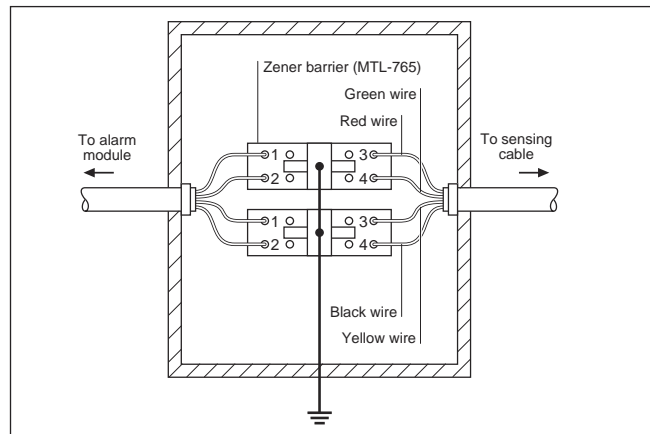 Zener barrier (MTL-765)
Green wire
Red wire
To alarm
module
To sensing
cable
1
3
2
4
1
3
2
4
Black wire
Yellow wire